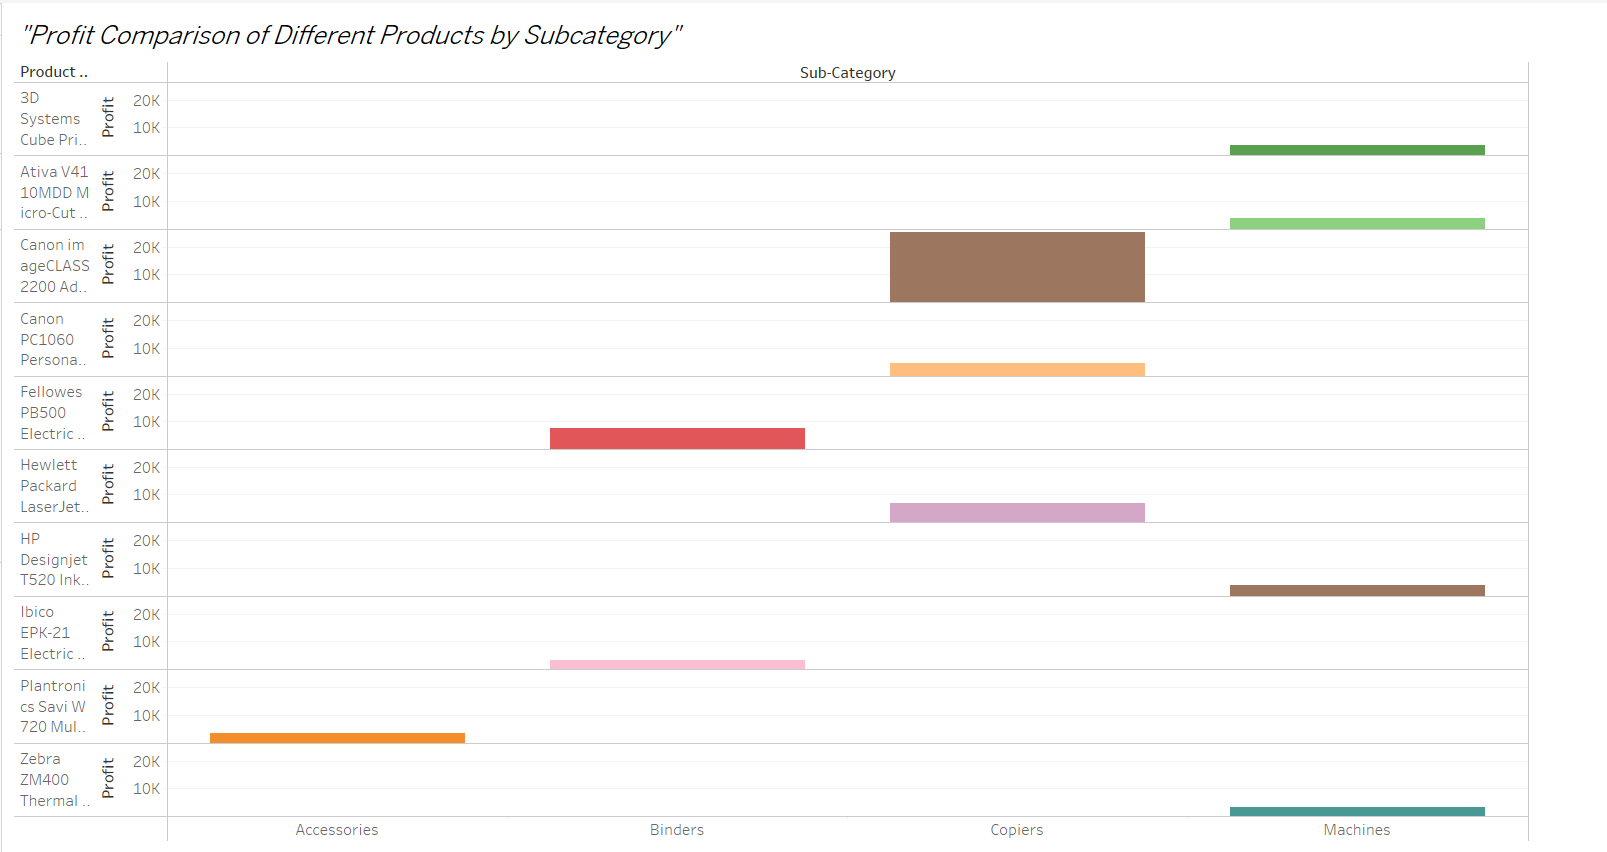 "Profit Comparison of Different Products by Subcategory"
Product ..
Sub-Category
3D
Systems
Cube Pri..
Profit
20K
10K
Ativa V41
10MDD M
icro-Cut ..
Profit
20K
10K
Canon im
ageCLASS
2200 Ad..
Profit
20K
10K
Canon
PC1060
Persona..
Profit
20K
10K
Fellowes
PB500
Electric ..
Profit
20K
10K
Hewlett
Packard
LaserJet..
Profit
20K
10K
HP
Designjet
T520 Ink..
Profit
20K
10K
Ibico
EPK-21
Electric ..
Profit
20K
10K
Plantroni
cs Savi W
720 Mul..
Profit
20K
10K
Zebra
ZM400
Thermal ..
Profit
20K
10K
Accessories
Binders
Copiers
Machines